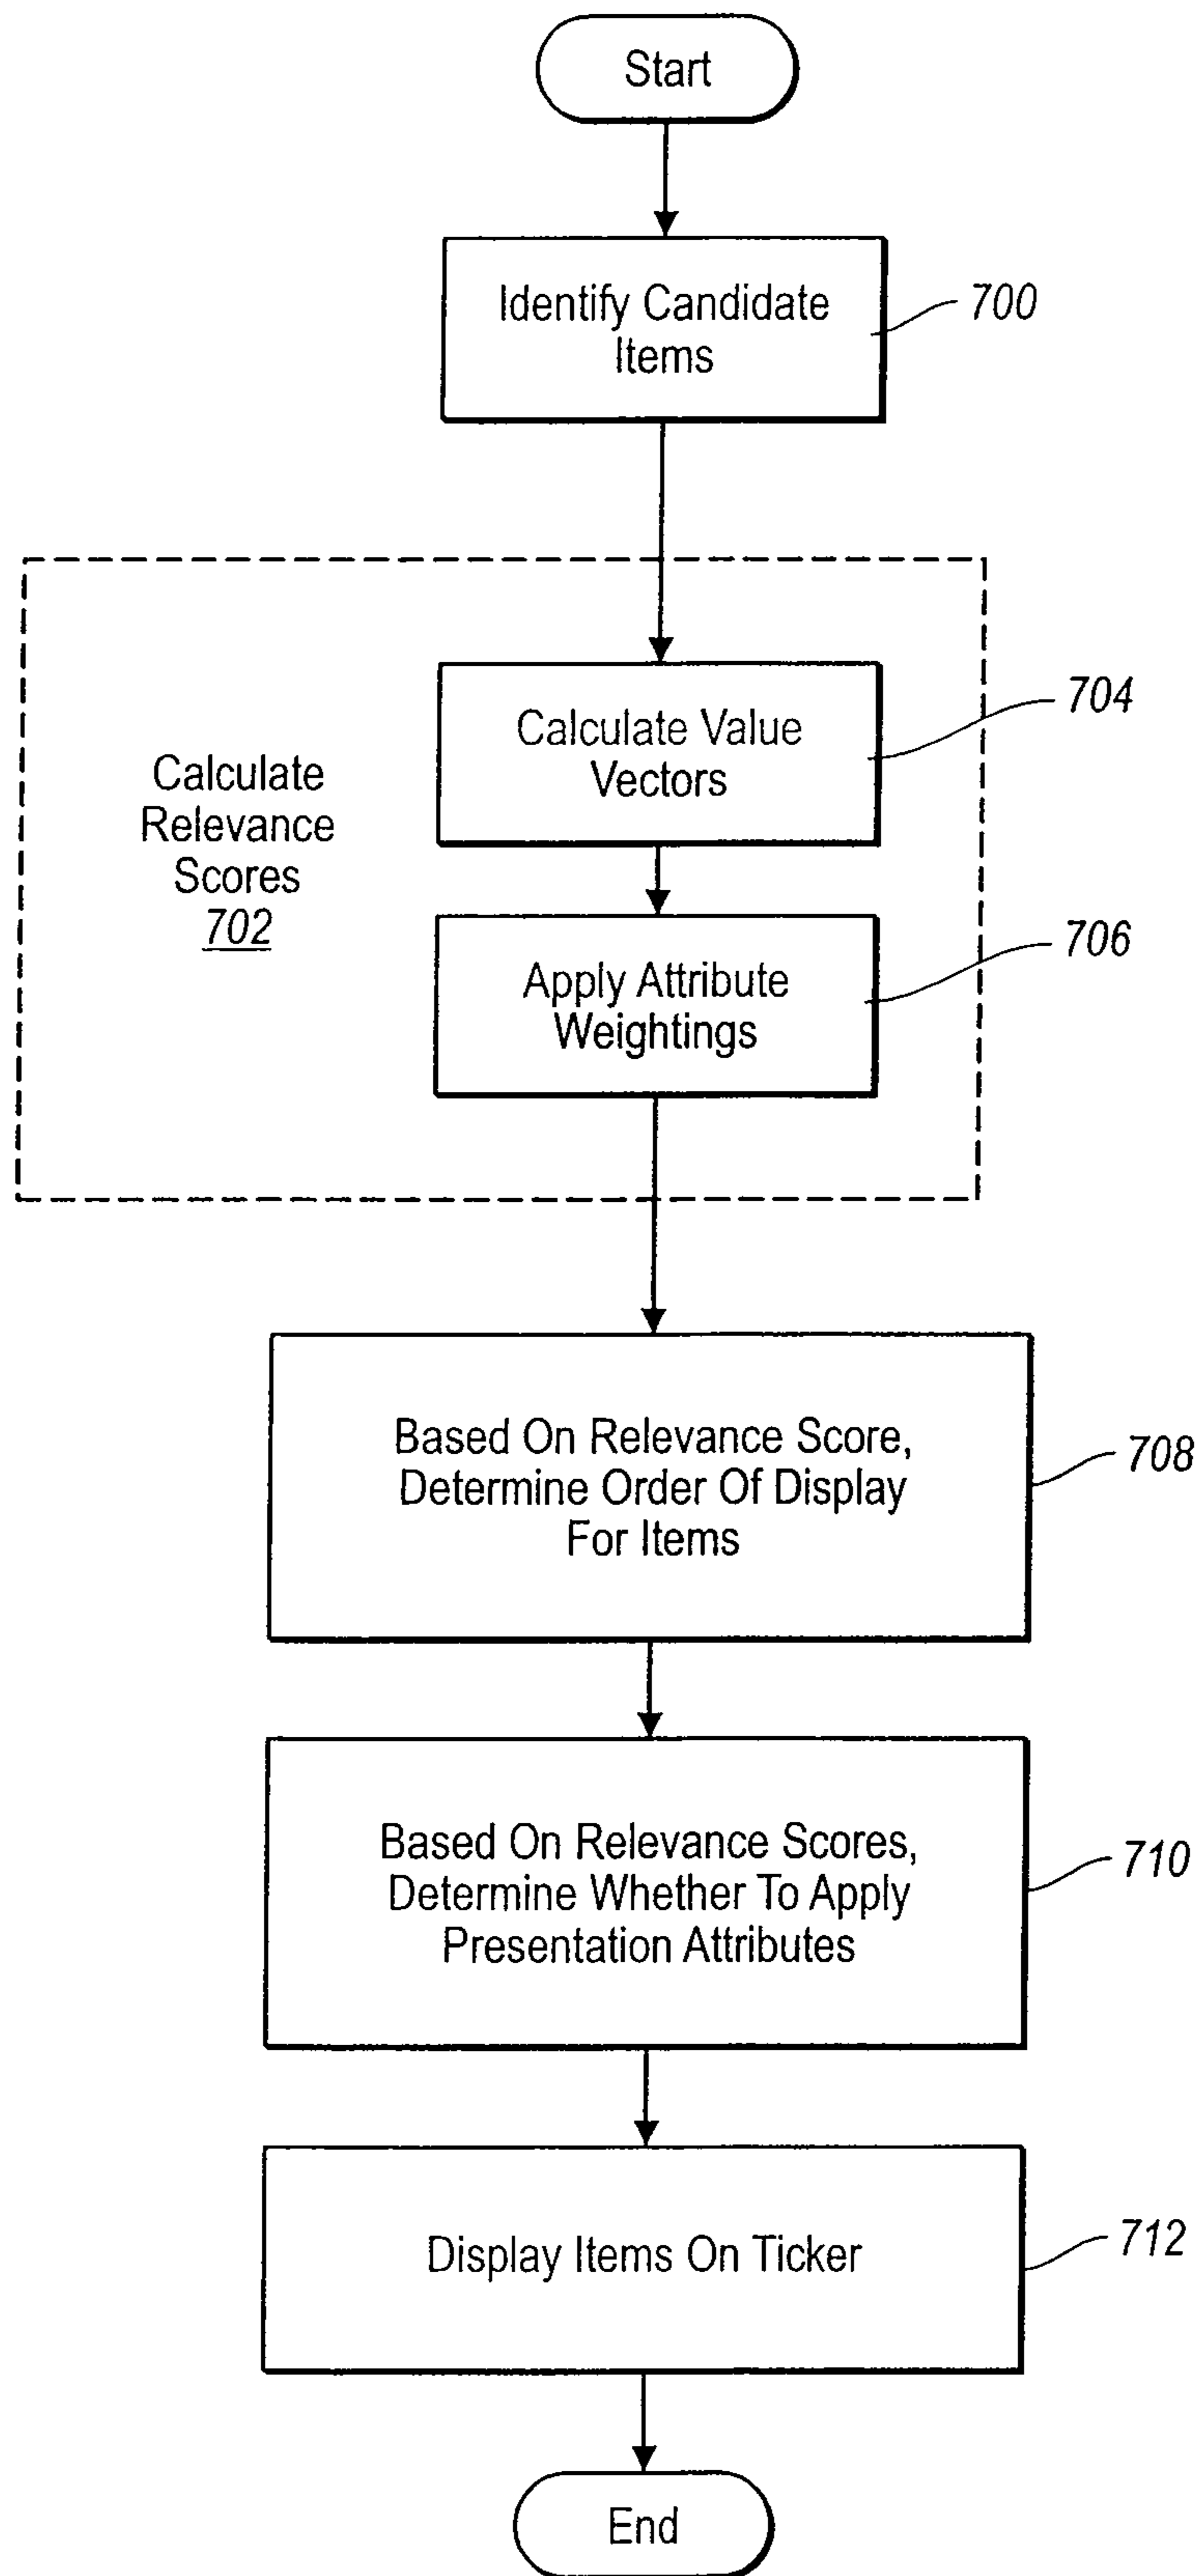 Start
Identify Candidate
Items
700
Calculate
Relevance
Scores
702
Calculate Value
Vectors
704
Apply Attribute
Weightings
706
Based On Relevance Score,
Determine Order Of Display
For Items
708
Based On Relevance Scores,
Determine Whether To Apply
Presentation Attributes
710
Display Items On Ticker
712
End